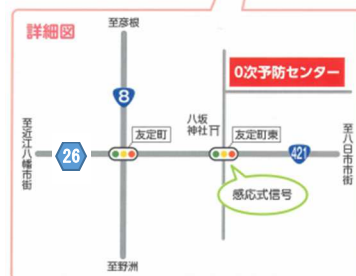 詳細図
至彦根
0次予防センター
8
八坂
神社
友定町
友定町東
至近江八幡市街
26
421
至八日市市街
感応式信号
至野洲